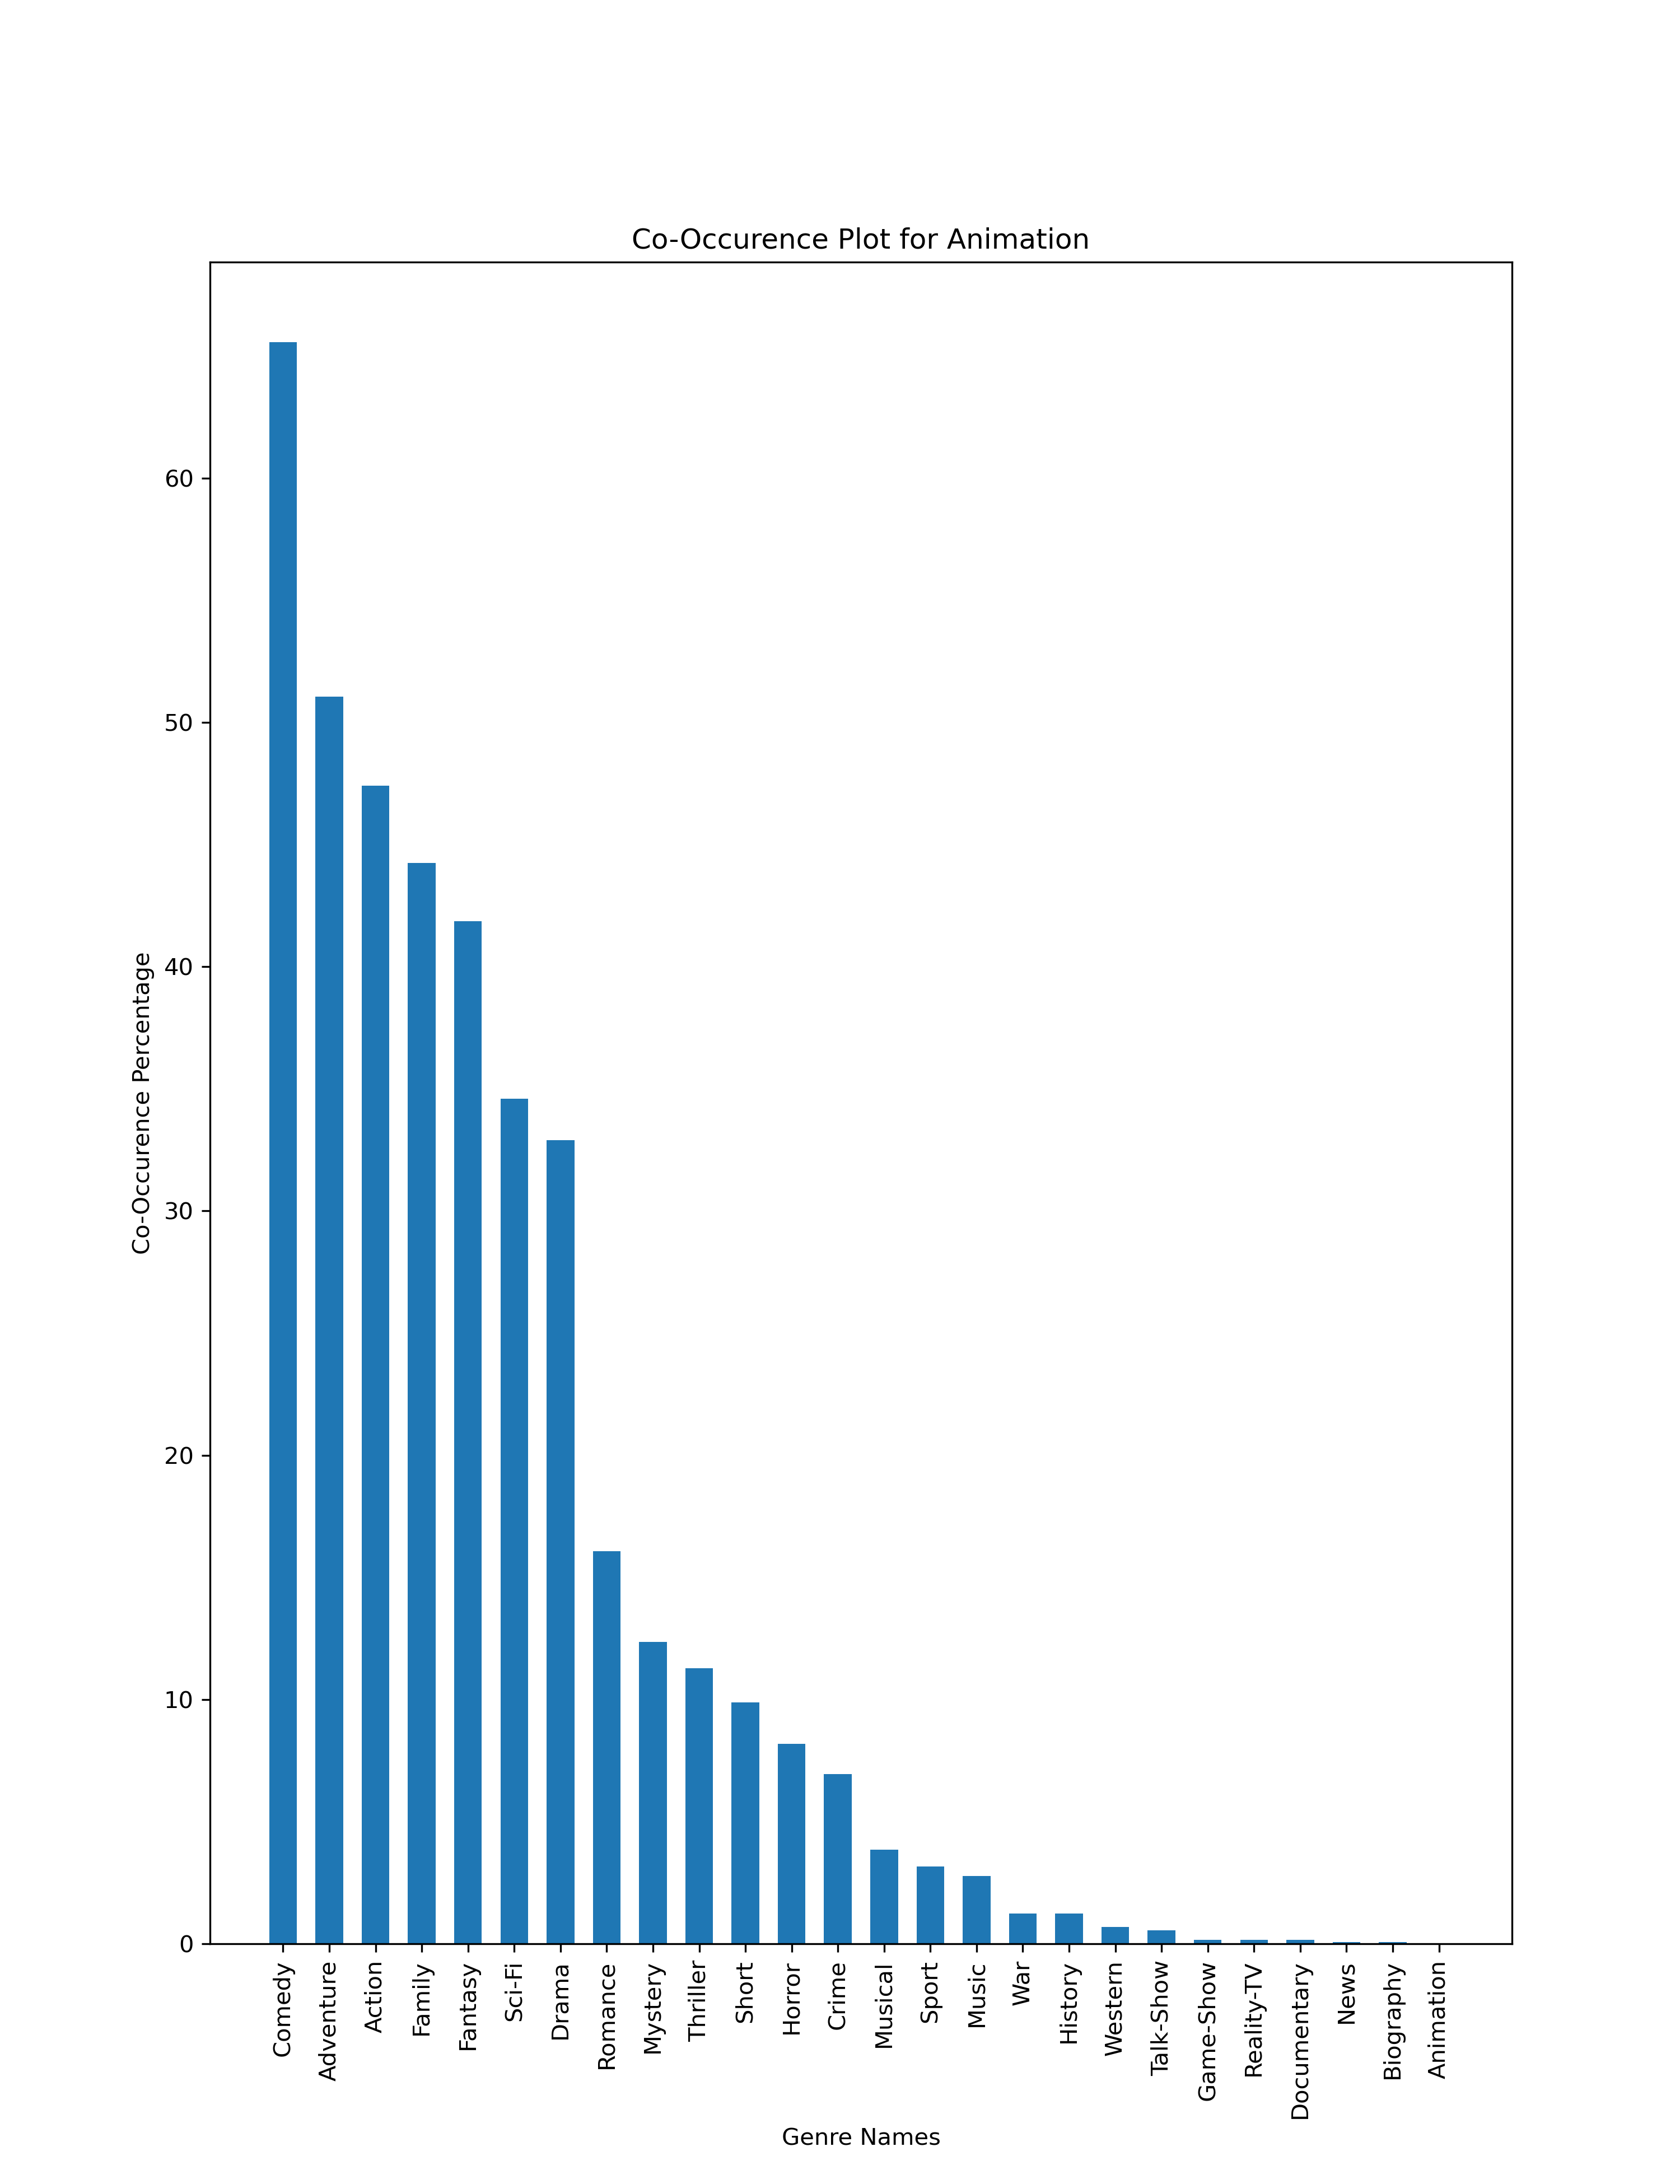 Co-Occurence Plot for Animation
60
50
40
30
20
10
0
Co-Occurence Percentage
Comedy
Adventure
Action
Family
Fantasy
Sci-Fi
Drama
Romance
Mystery
Thriller
Short
Horror
Crime
Musical
Sport
Music
War
History
Western
Talk-Show
Game-Show
Reality-TV
Documentary
News
Biography
Animation
Genre Names